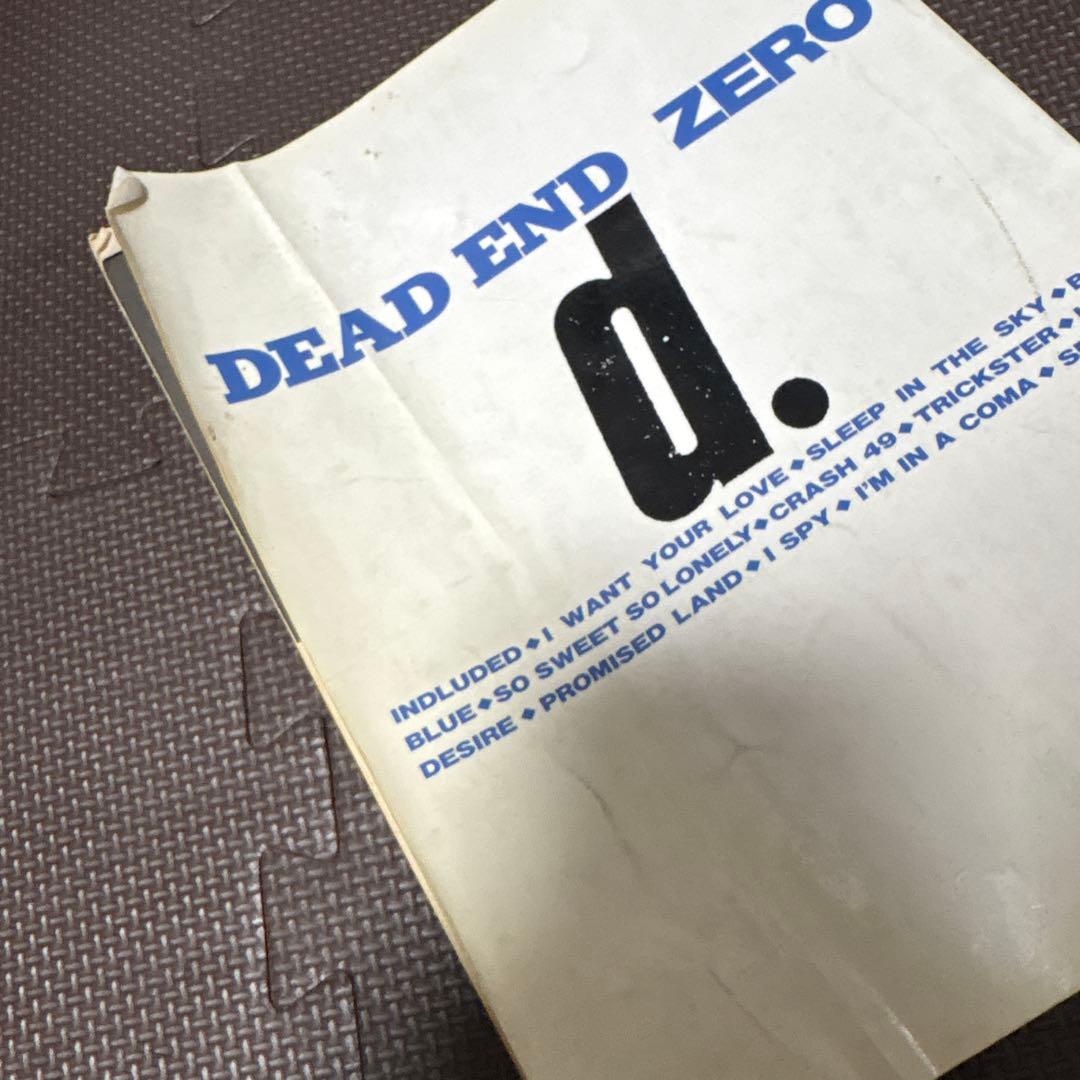 DEAD END ZERO
d.
INDLUDED◆I WANT YOUR LOVE◆SLEEP IN THE SKY◆
BLUE◆SO SWEET SO LONELY◆CRASH 49◆TRICKSTER◆
DESIRE◆PROMISED LAND◆I SPY◆I'M IN A COMA◆